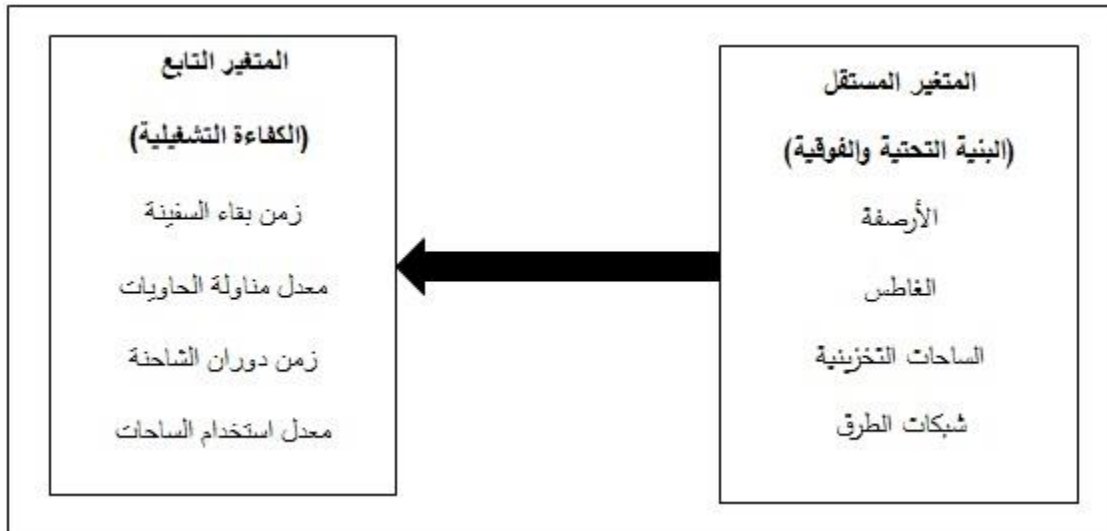 المتغير المستقل
(البنية التحتية والفوقية)
الأرصفة
الغاطس
الساحات التخزينية
شبكات الطرق
المتغير التابع
(الكفاءة التشغيلية)
زمن بقاء السفينة
معدل مناولة الحاويات
زمن دوران الشاحنة
معدل استخدام الساحات